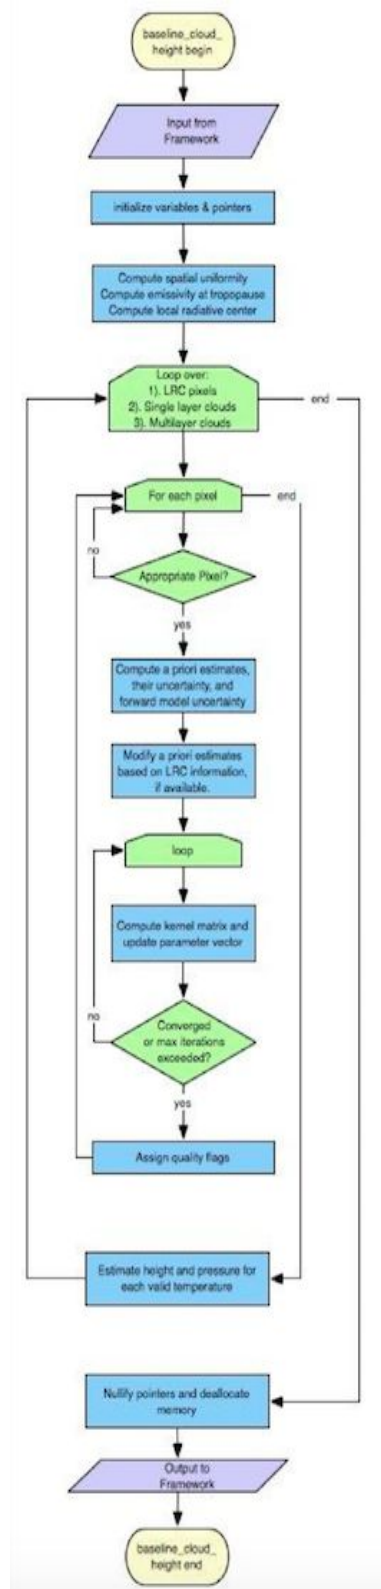 baseline_cloud_
height begin
Input from
Framework
initialize variables & pointers
Compute spatial uniformity
Compute emissivity at tropopause
Compute local radiative center
Loop over:
1). LRC pixels
2). Single layer clouds
3). Multilayer clouds
end
For each pixel
end
no
Appropriate Pixel?
yes
Compute a priori estimates,
their uncertainty, and
forward model uncertainty
Modify a priori estimates
based on LRC information,
if available.
loop
Compute kernel matrix and
update parameter vector
no
Converged
or max iterations
exceeded?
yes
Assign quality flags
Estimate height and pressure for
each valid temperature
Nullify pointers and deallocate
memory
Output to
Framework
baseline_cloud_
height end